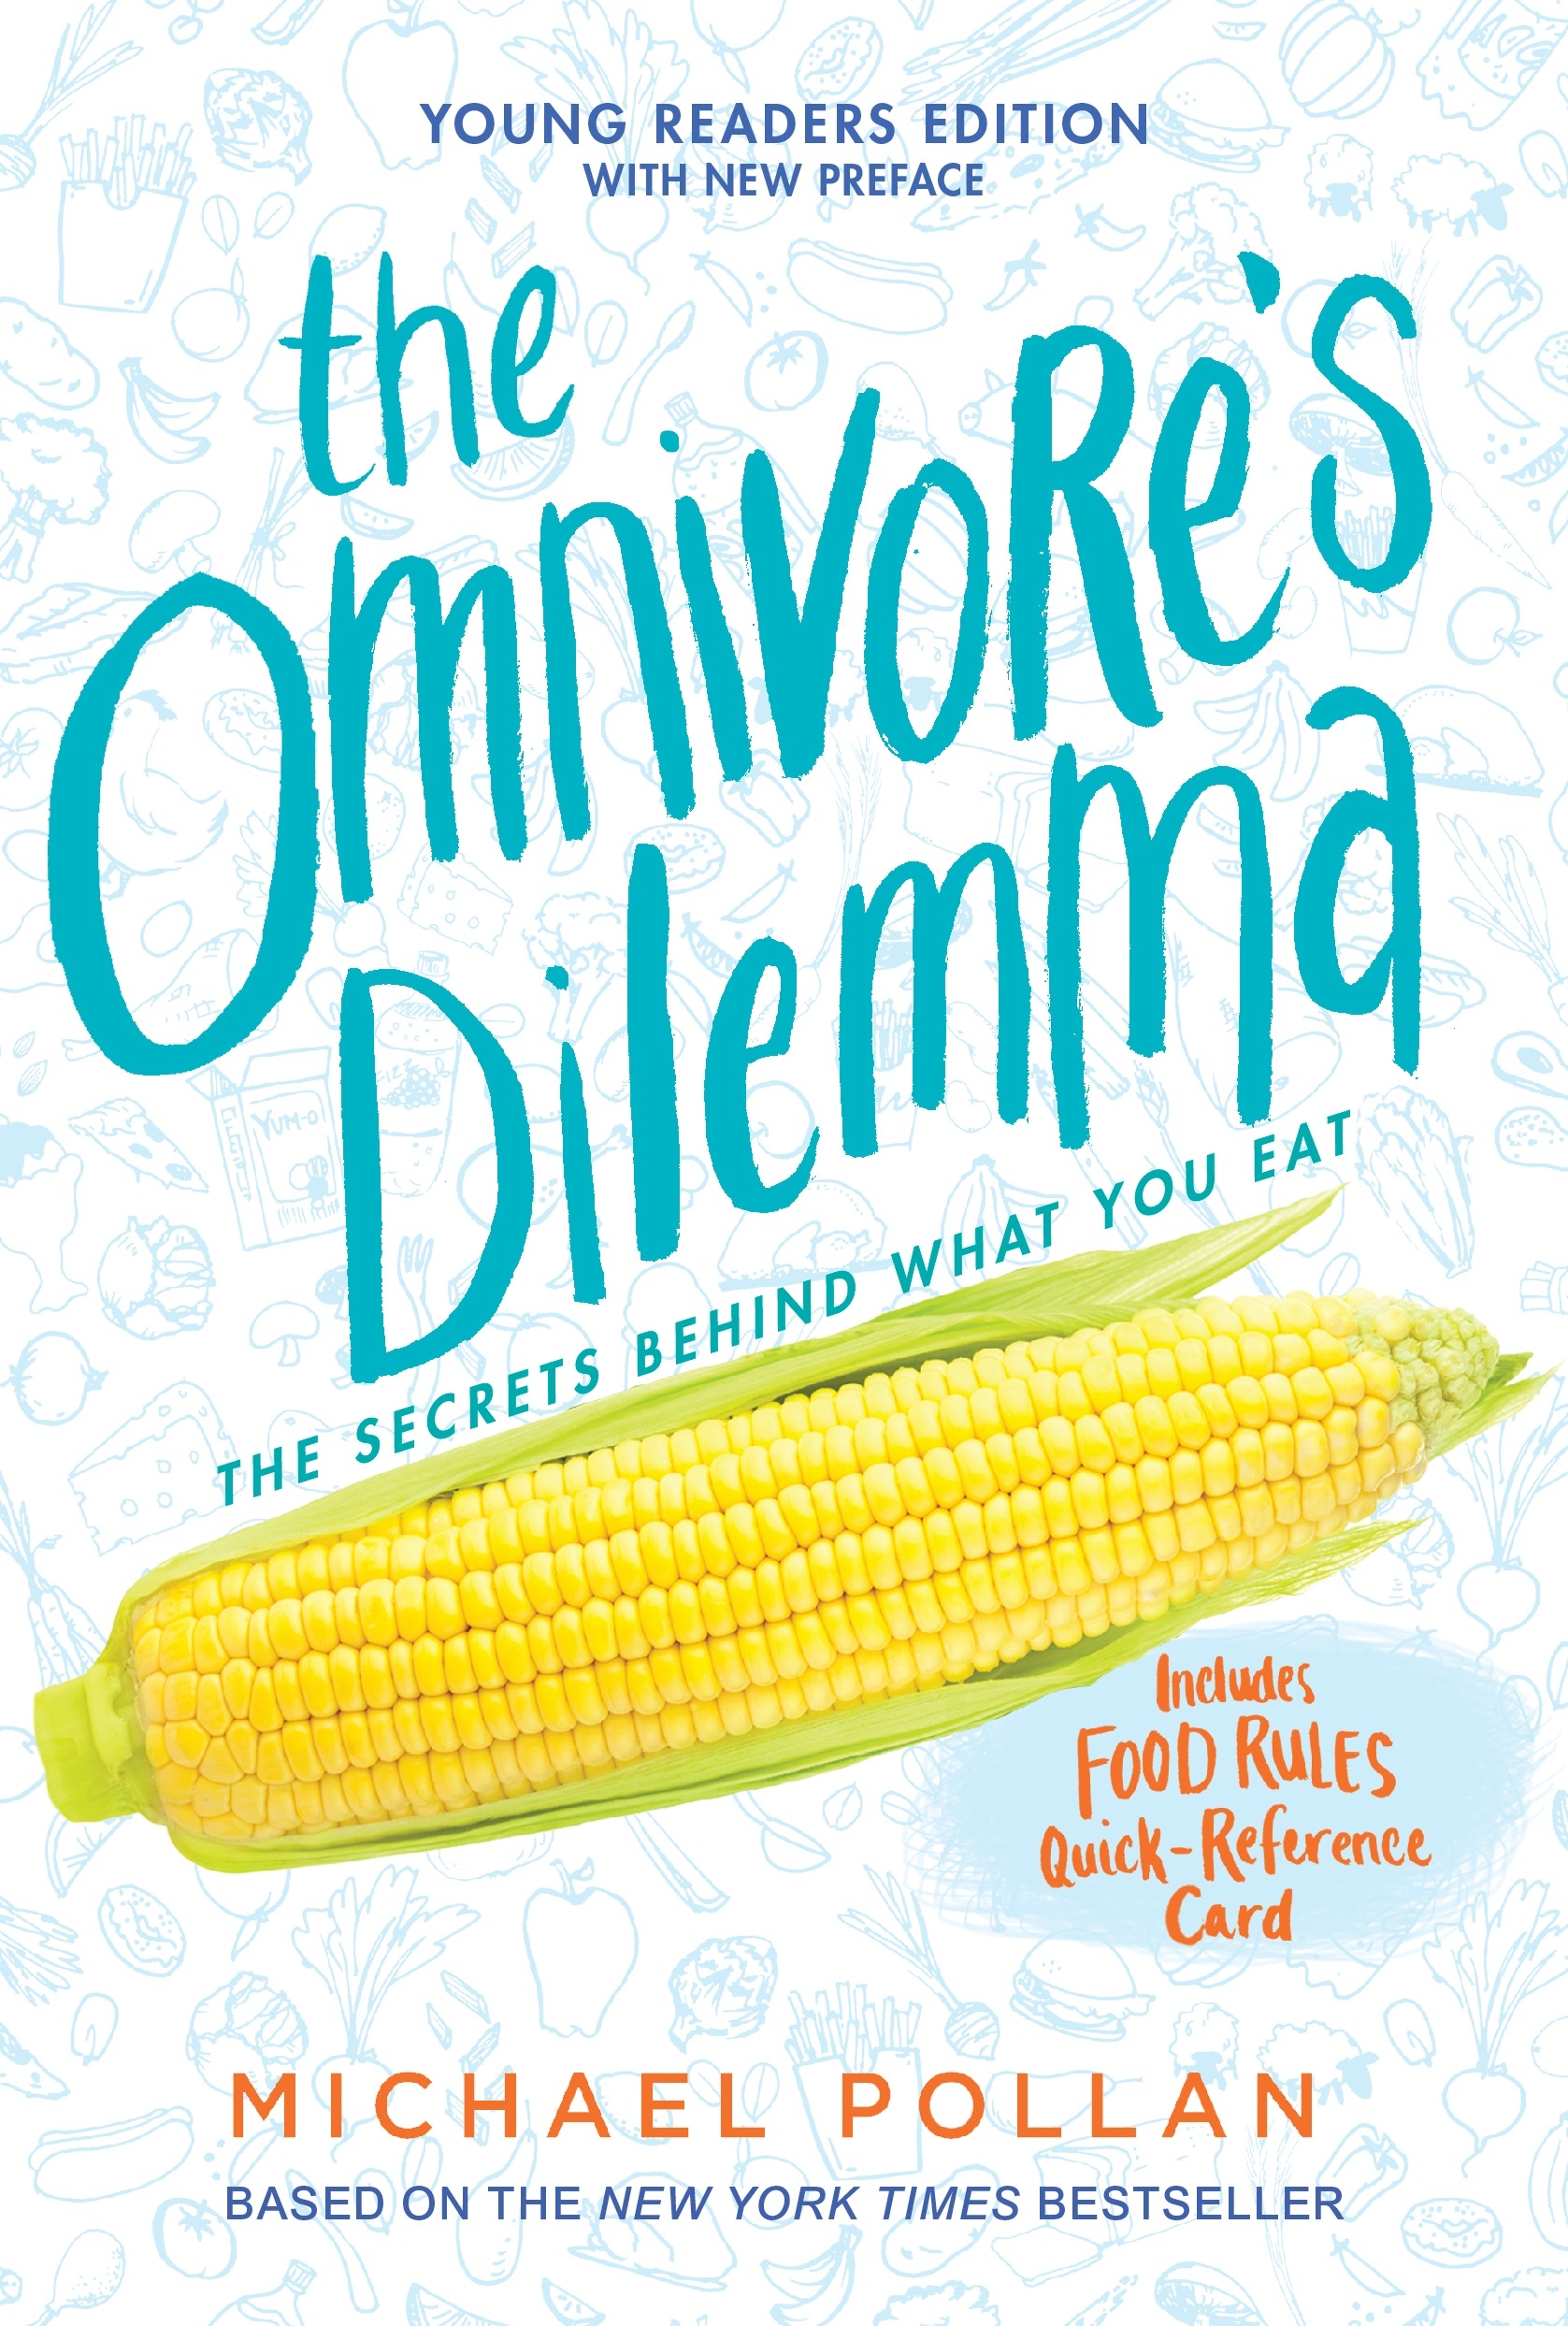 YOUNG READERS EDITION
WITH NEW PREFACE
the
Omnivore's
Dilemma
THE SECRETS BEHIND WHAT YOU EAT
YUM-O
Includes
FOOD RULES
Quick-Reference
Card
MICHAEL POLLAN
BASED ON THE NEW YORK TIMES BESTSELLER